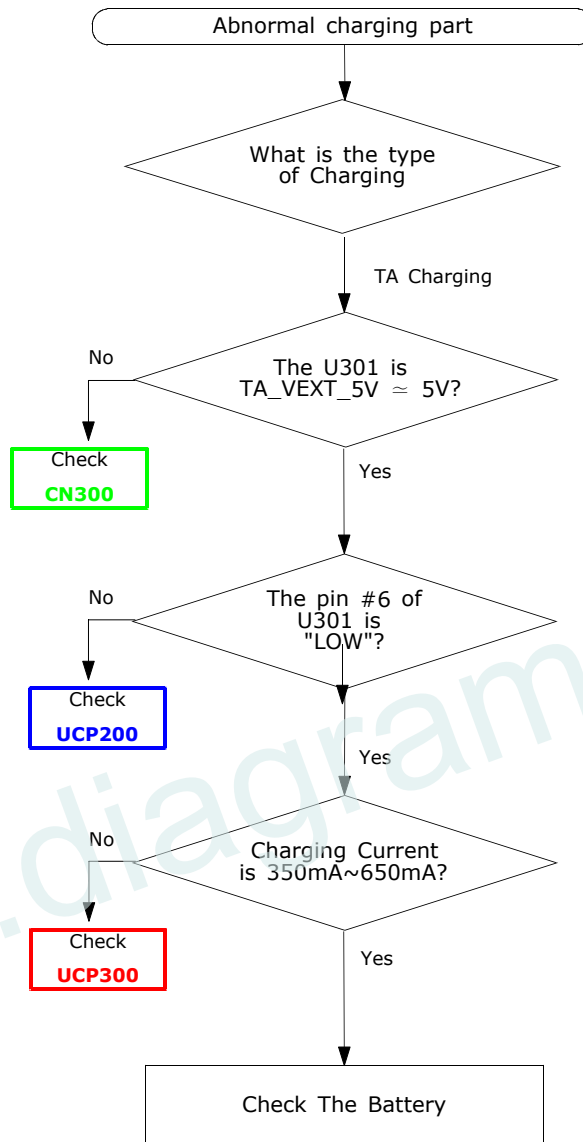 Abnormal charging part
What is the type
of Charging
TA Charging
No
The U301 is
TA_VEXT_5V ≃ 5V?
Check
CN300
Yes
No
The pin #6 of
U301 is
"LOW"?
Check
UCP200
Yes
No
Charging Current
is 350mA~650mA?
Check
UCP300
Yes
Check The Battery
.diagram